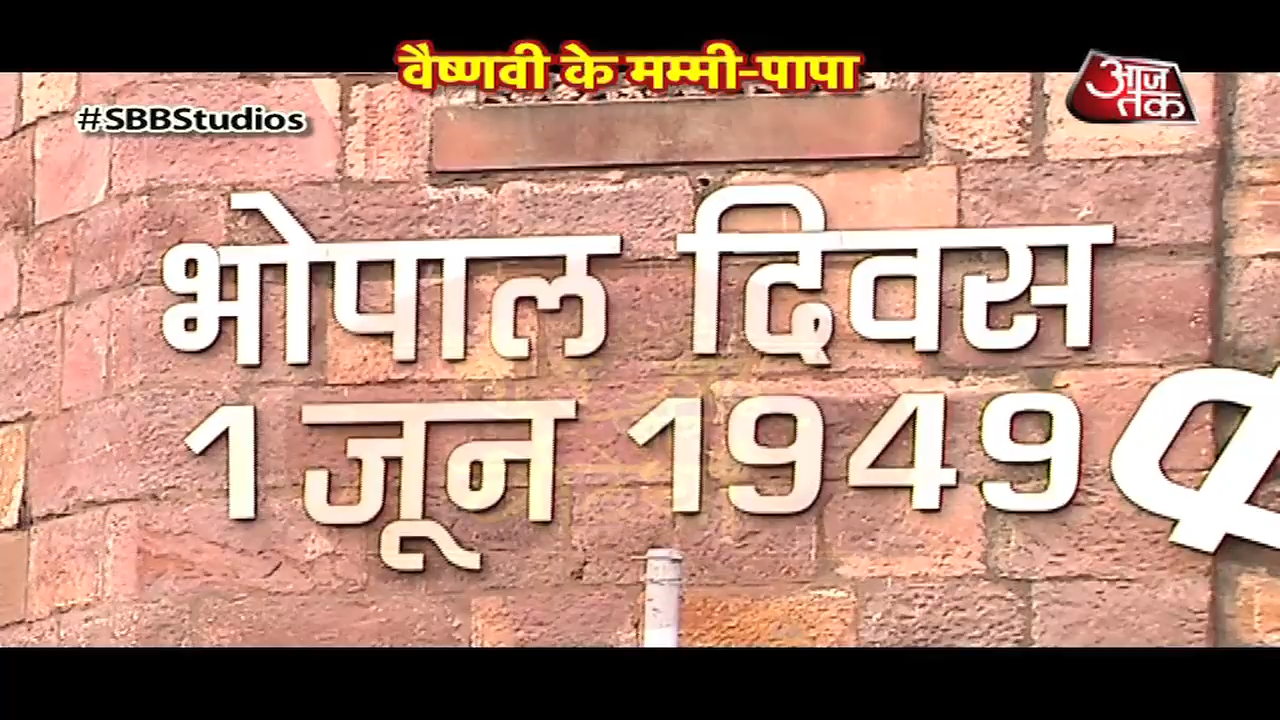 वैष्णवी के मम्मी-पापा
आज तक
#SBBStudios
भोपाल दिवस
1 जून 1949